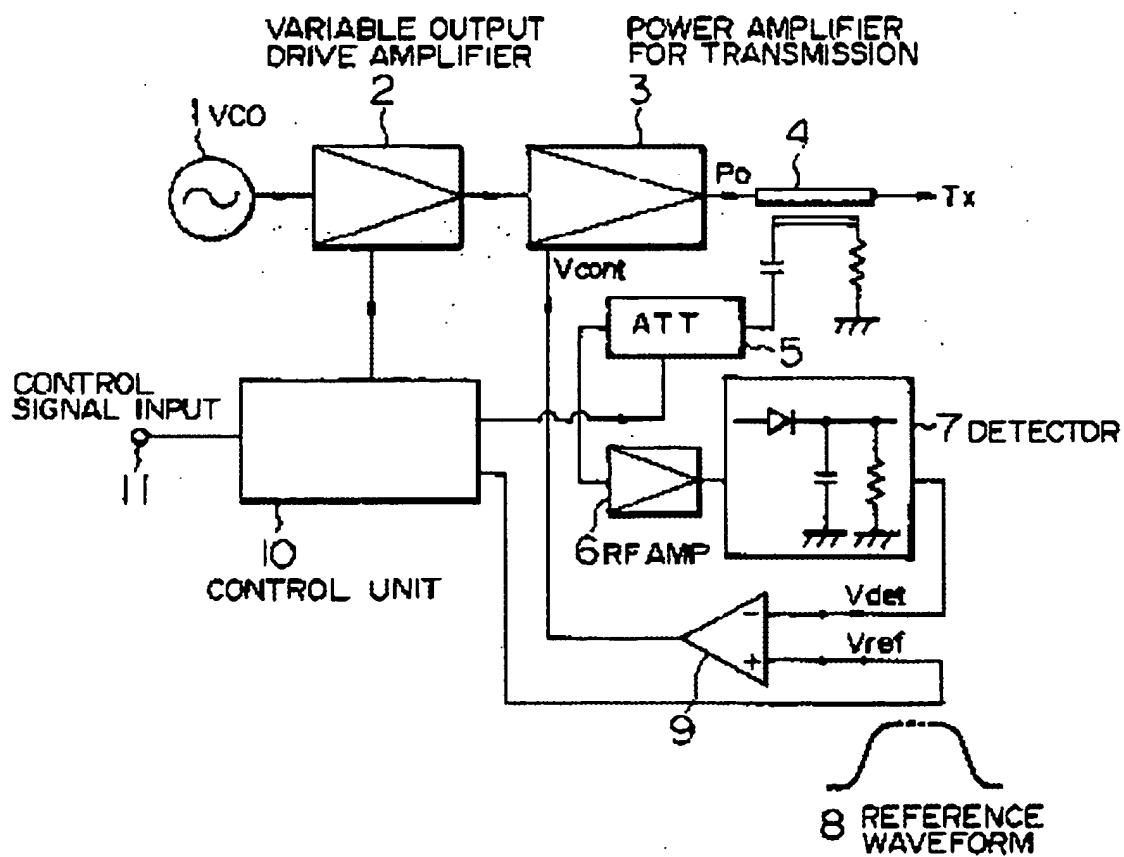 VARIABLE OUTPUT
DRIVE AMPLIFIER
2
POWER AMPLIFIER
FOR TRANSMISSION
3
1 VCO
4
Po
Tx
Vcont
ATT
5
CONTROL
SIGNAL INPUT
11
7 DETECTOR
6 RF AMP
10
CONTROL UNIT
−
Vdet
+
Vref
9
8 REFERENCE
WAVEFORM